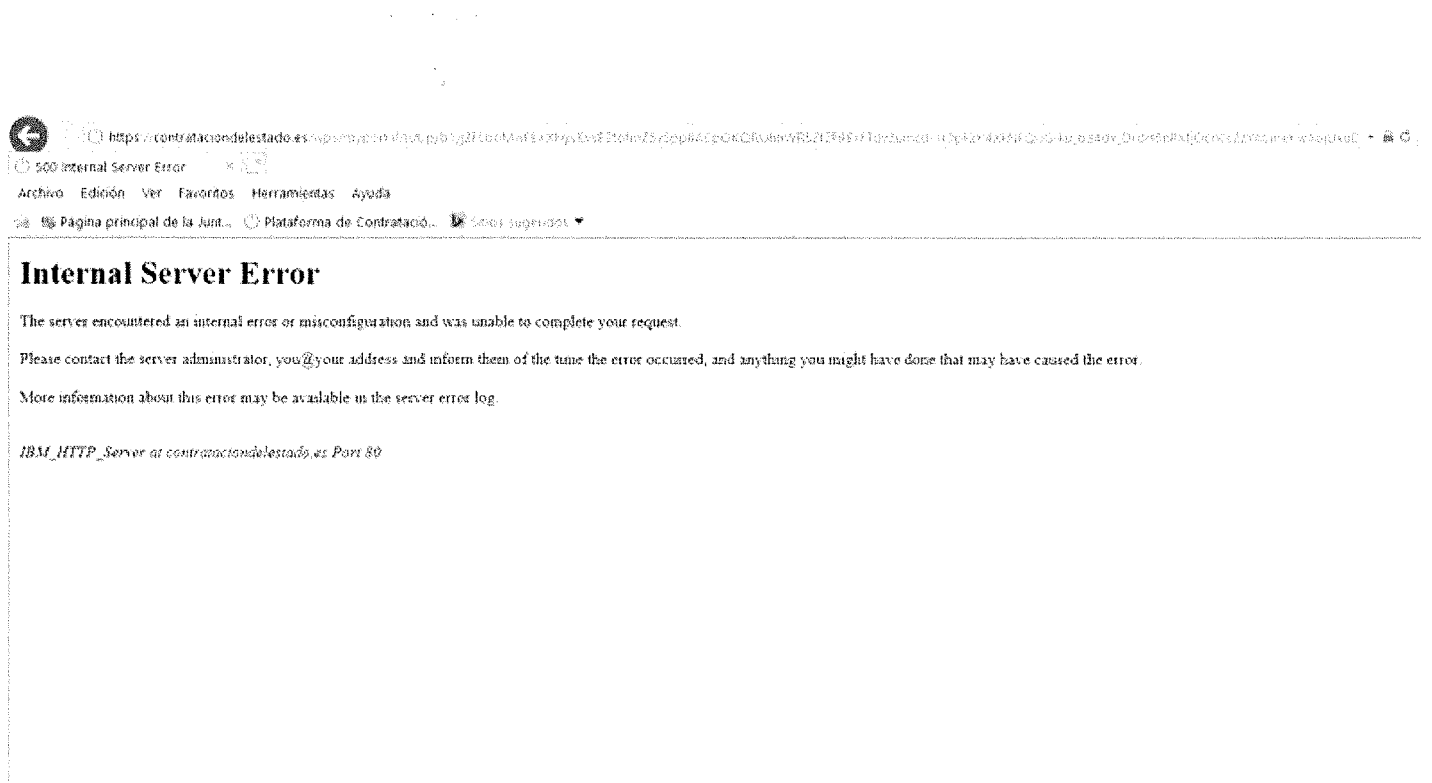 https://contrataciondelestado.es
500 Internal Server Error
Archivo Edición Ver Favoritos Herramientas Ayuda
Página principal de la Junt... Plataforma de Contratació... Sitios sugeridos
Internal Server Error
The server encountered an internal error or misconfiguration and was unable to complete your request.
Please contact the server administrator, you@your.address and inform them of the time the error occurred, and anything you might have done that may have caused the error.
More information about this error may be available in the server error log.
IBM_HTTP_Server at contrataciondelestado.es Port 80